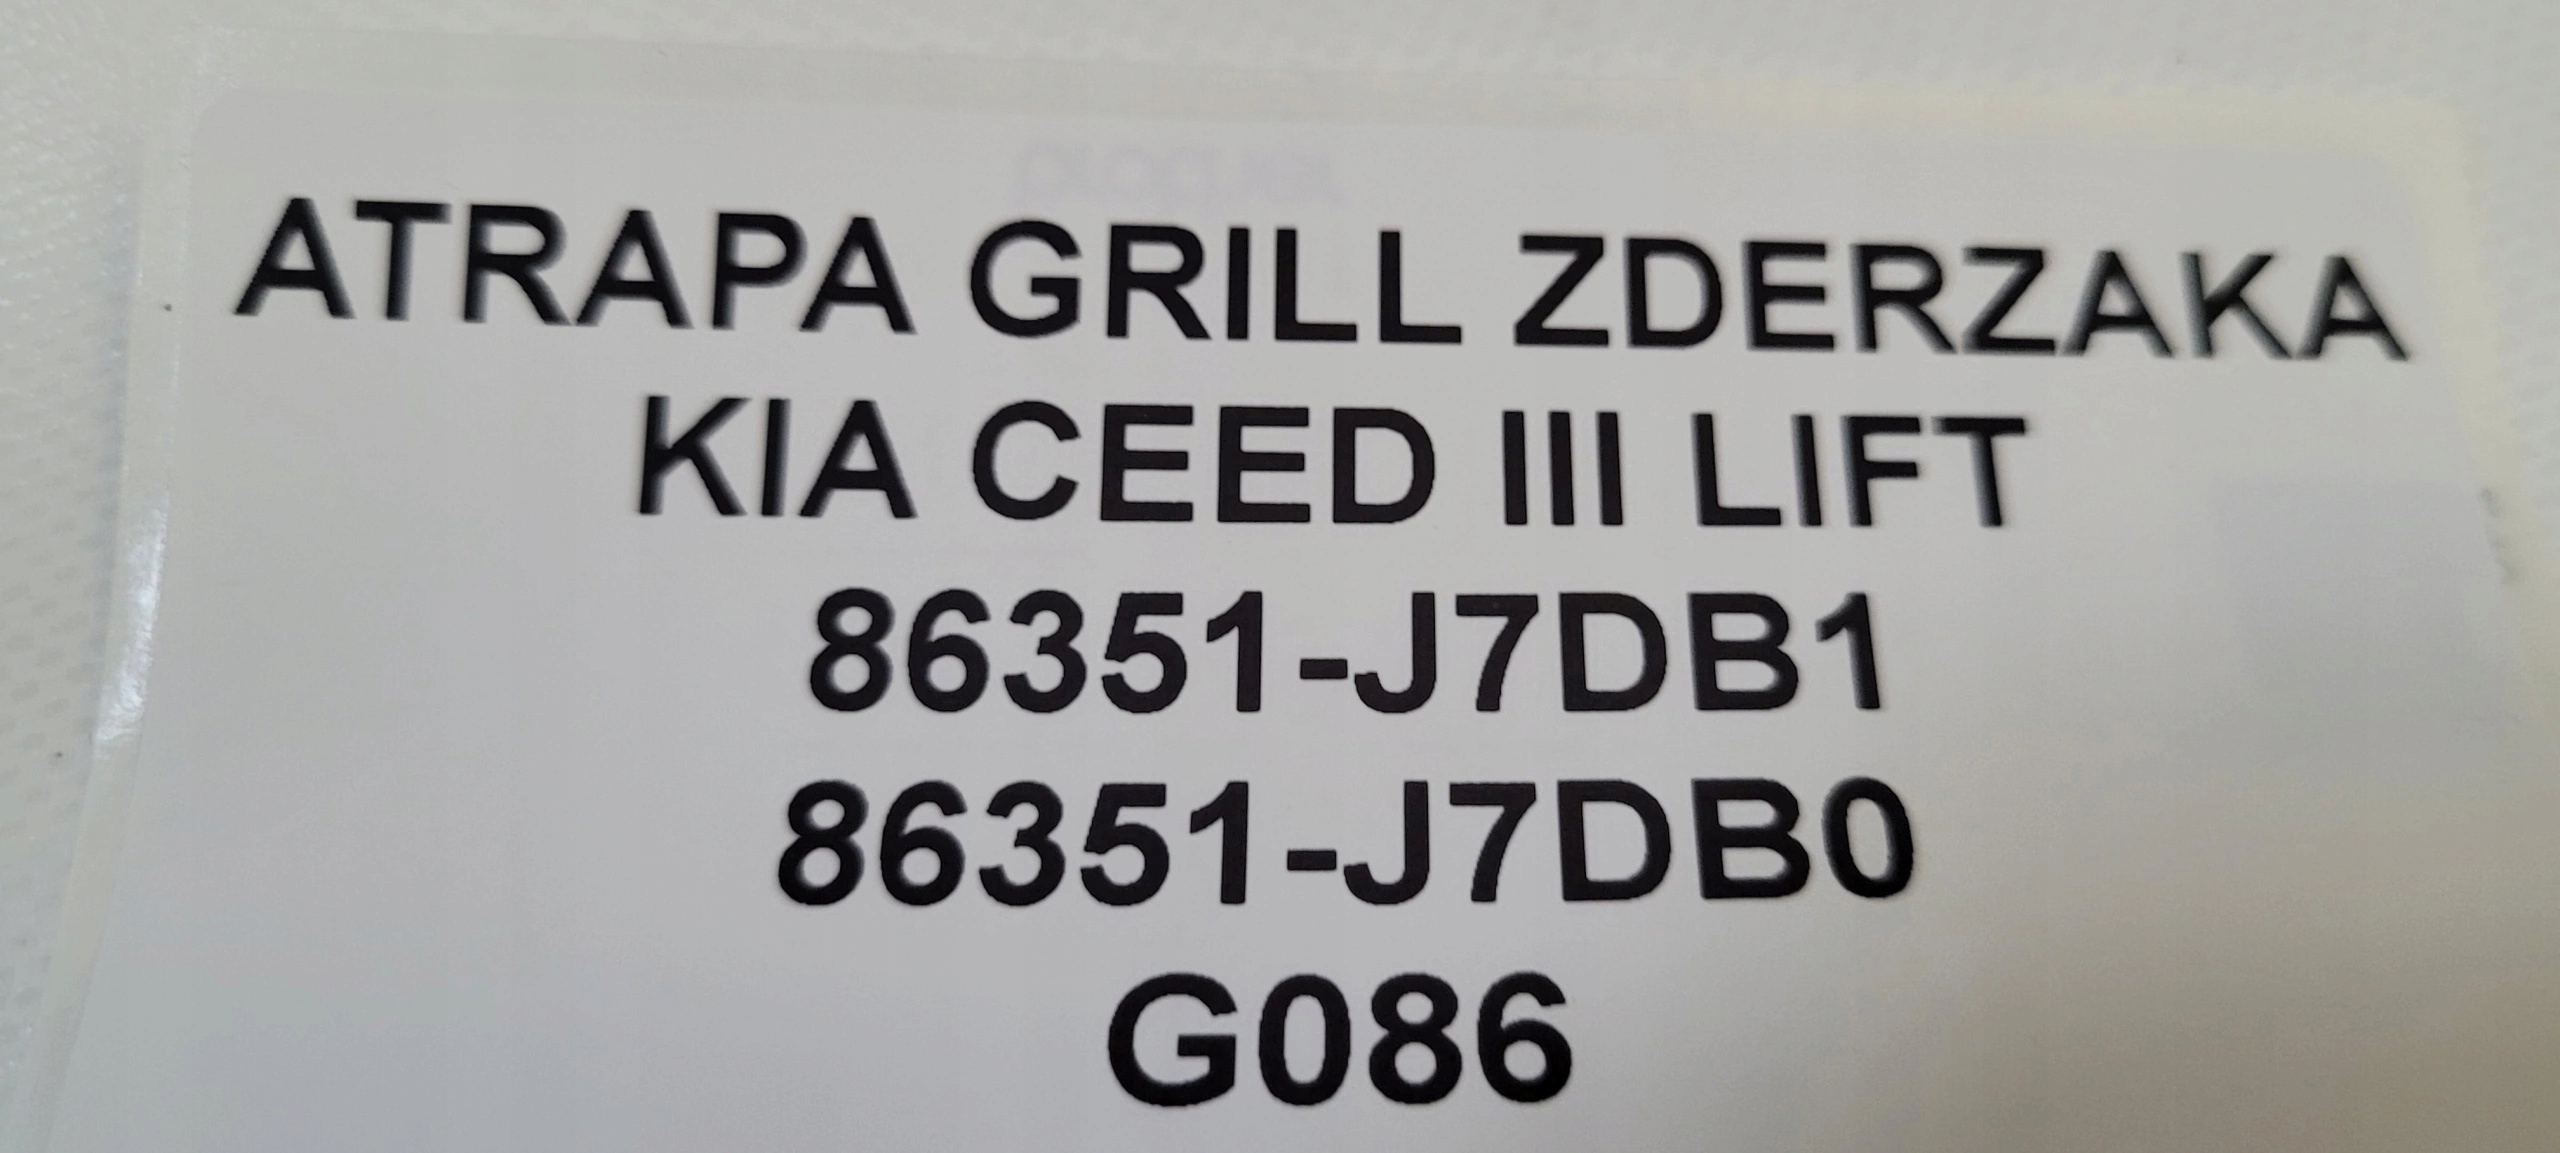 ATRAPA GRILL ZDERZAKA
KIA CEED III LIFT
86351-J7DB1
86351-J7DB0
G086